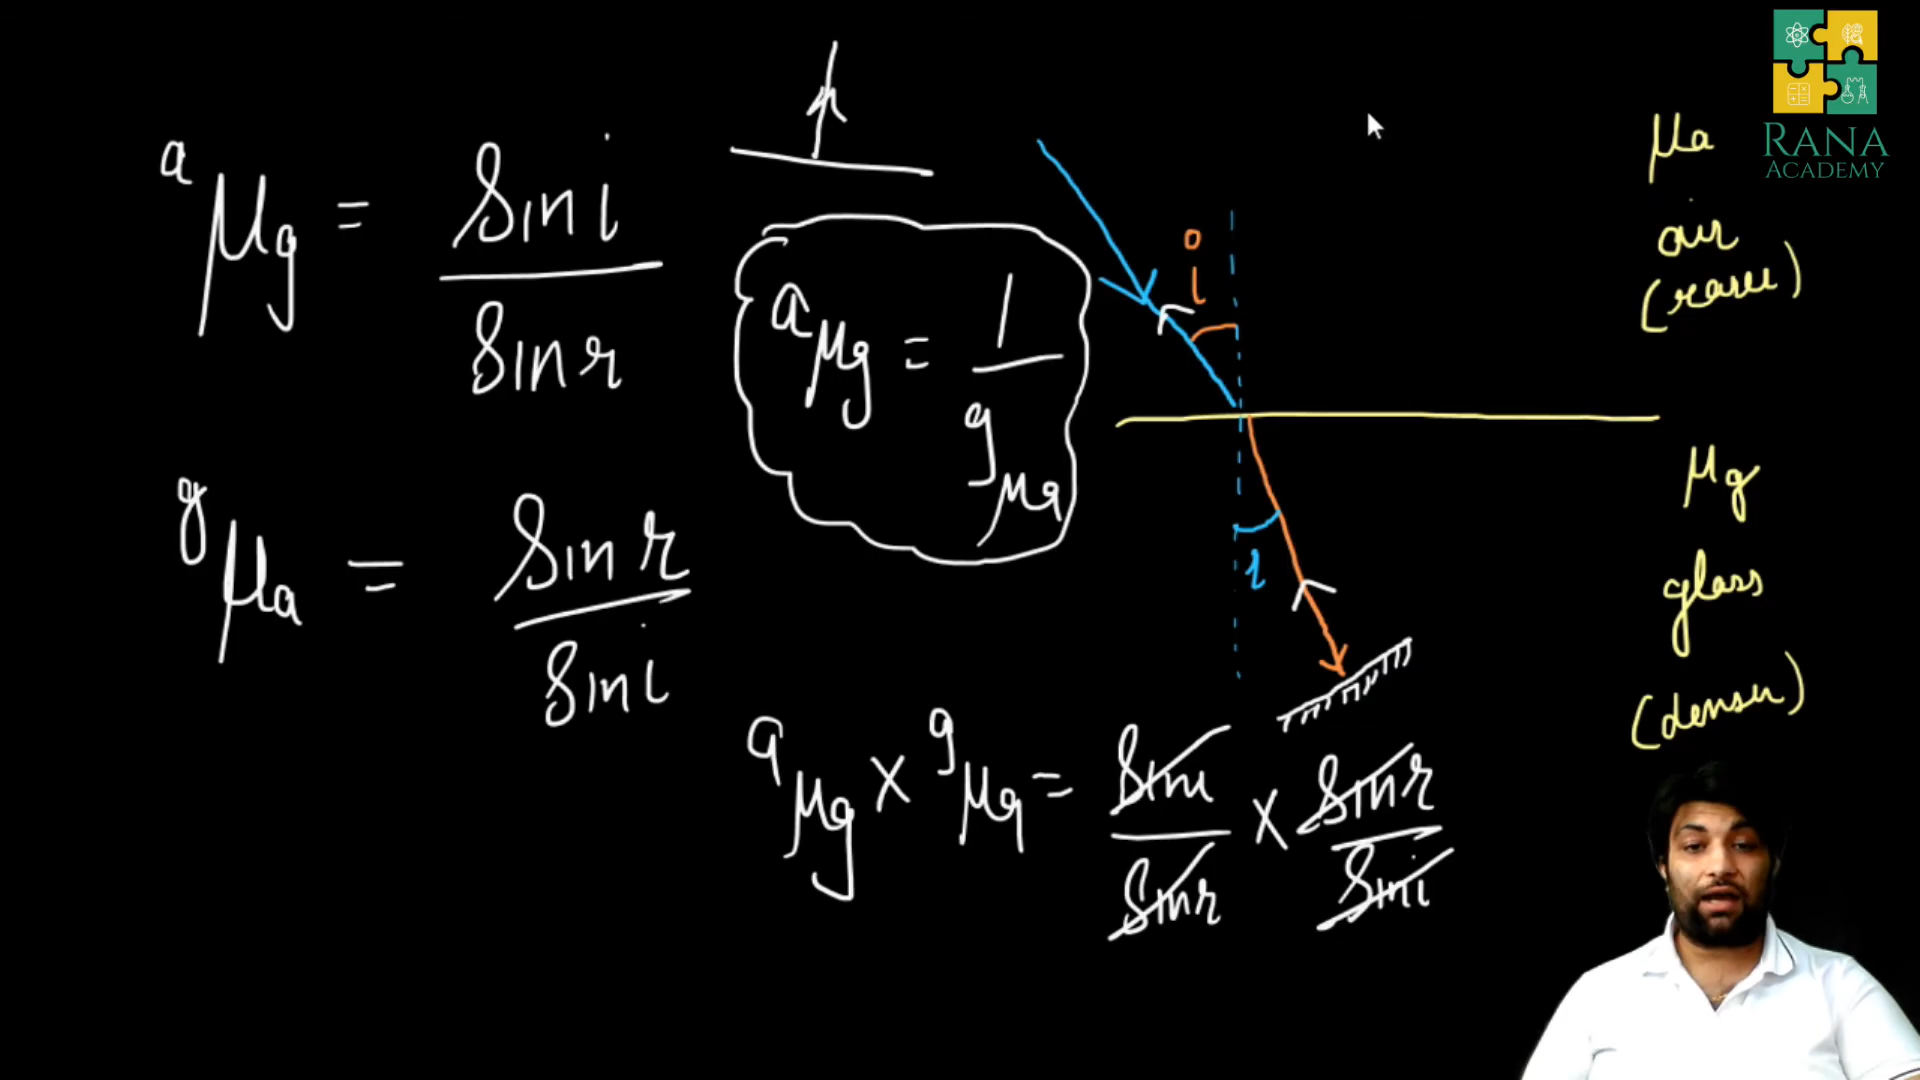 ᵃμg = Sin i / Sin r
ᵍμa = Sin r / Sin i
ᵃμg = 1 / ᵍμa
ᵃμg × ᵍμa = Sin i / Sin r × Sin r / Sin i
i
r
μa
air
(rarer)
μg
glass
(denser)
RANA
ACADEMY